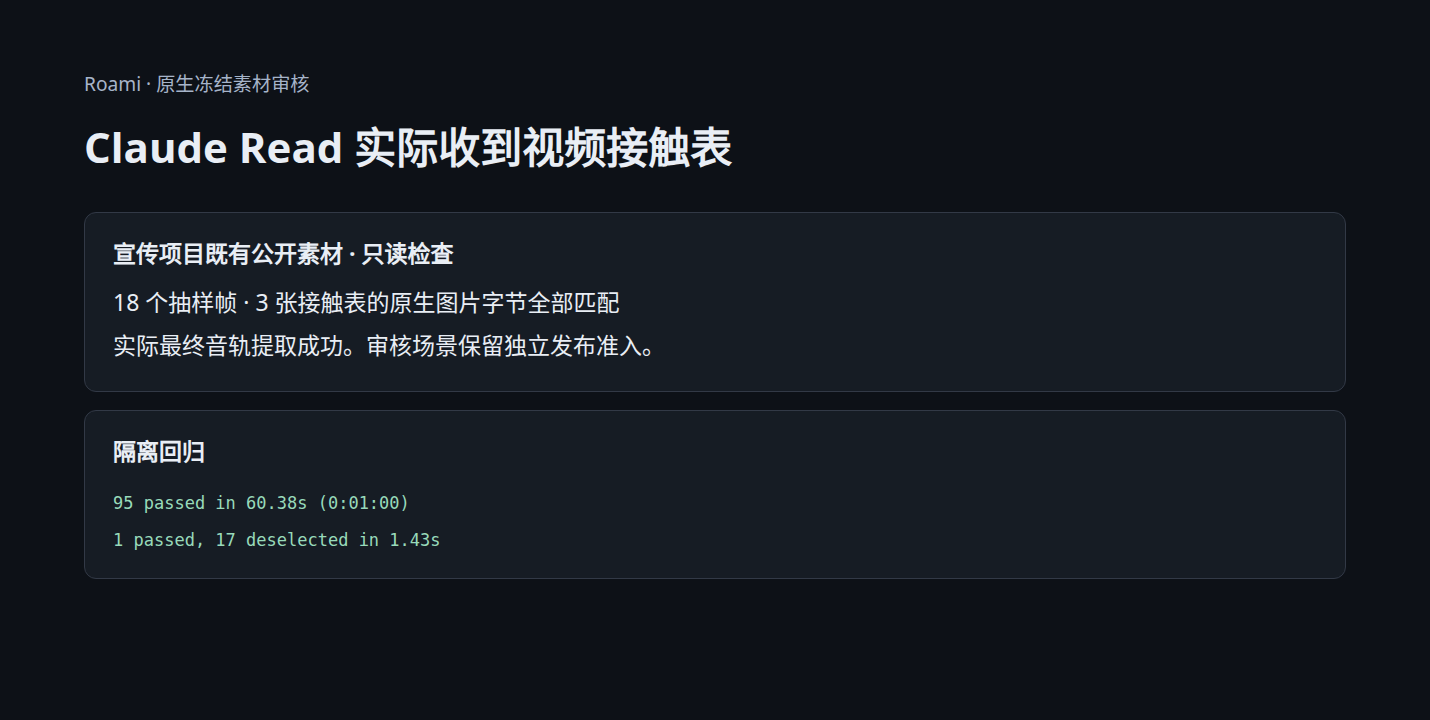 Roami · 原生冻结素材审核
Claude Read 实际收到视频接触表
宣传项目既有公开素材 · 只读检查
18 个抽样帧 · 3 张接触表的原生图片字节全部匹配
实际最终音轨提取成功。审核场景保留独立发布准入。
隔离回归
95 passed in 60.38s (0:01:00)
1 passed, 17 deselected in 1.43s